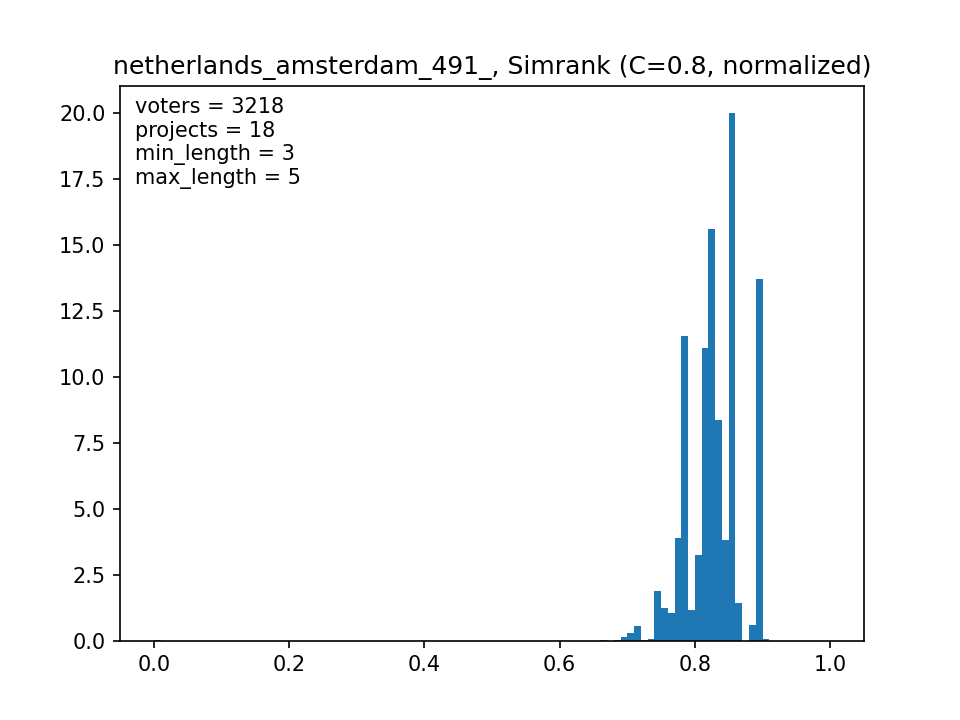 netherlands_amsterdam_491_, Simrank (C=0.8, normalized)
voters = 3218
projects = 18
min_length = 3
max_length = 5
20.0
17.5
15.0
12.5
10.0
7.5
5.0
2.5
0.0
0.0 0.2 0.4 0.6 0.8 1.0